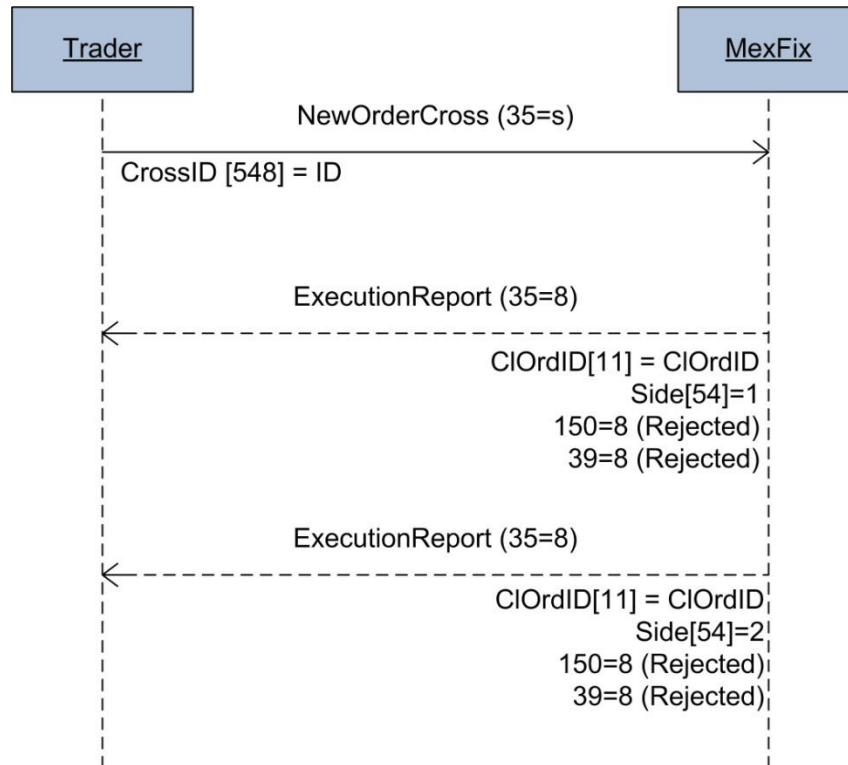 Trader
MexFix
NewOrderCross (35=s)
CrossID [548] = ID
ExecutionReport (35=8)
ClOrdID[11] = ClOrdID
Side[54]=1
150=8 (Rejected)
39=8 (Rejected)
ExecutionReport (35=8)
ClOrdID[11] = ClOrdID
Side[54]=2
150=8 (Rejected)
39=8 (Rejected)